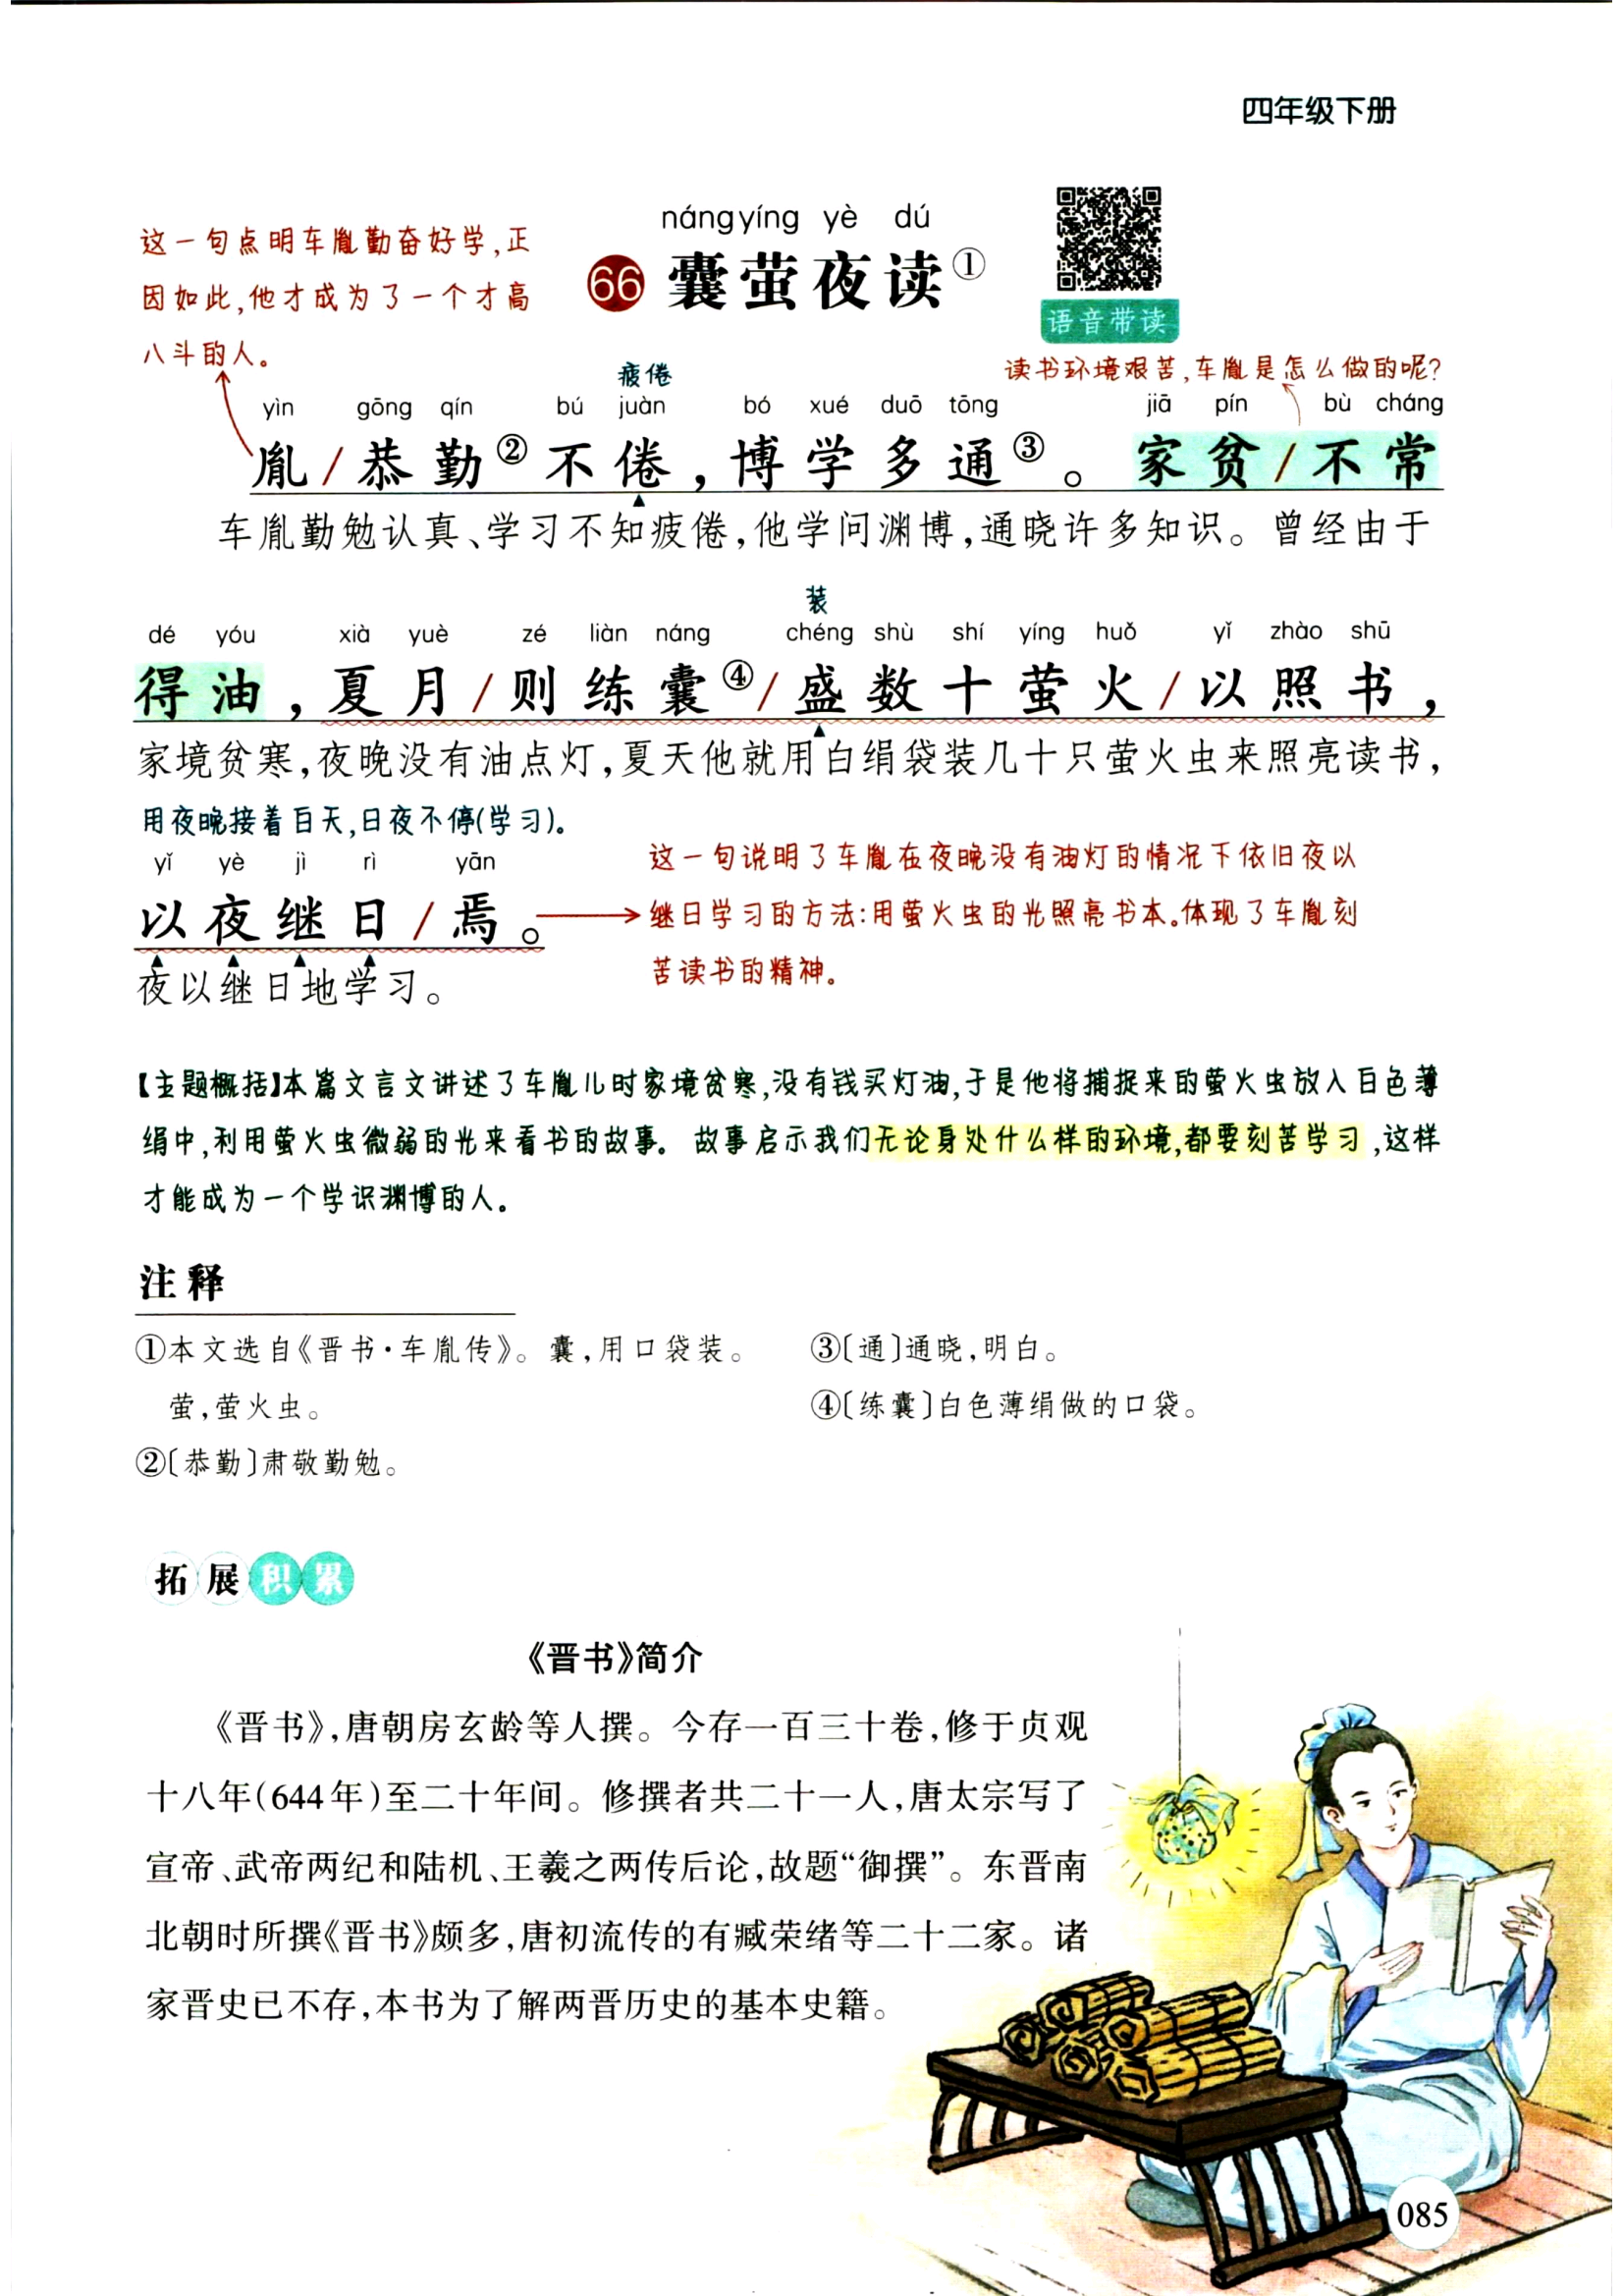 四年级下册
náng yíng yè dú
66 囊萤夜读①
语音带读
这一句点明车胤勤奋好学,正
因如此,他才成为了一个才高
八斗的人。
读书环境艰苦,车胤是怎么做的呢?
疲倦
yìn gōng qín bú juàn bó xué duō tōng jiā pín bù cháng
胤/恭勤②不倦,博学多通③。家贫/不常
车胤勤勉认真、学习不知疲倦,他学问渊博,通晓许多知识。曾经由于
装
dé yóu xià yuè zé liàn náng chéng shù shí yíng huǒ yǐ zhào shū
得油,夏月/则练囊④/盛数十萤火/以照书,
家境贫寒,夜晚没有油点灯,夏天他就用白绢袋装几十只萤火虫来照亮读书,
用夜晚接着白天,日夜不停(学习)。
yǐ yè jì rì yān
以夜继日/焉。
夜以继日地学习。
这一句说明了车胤在夜晚没有油灯的情况下依旧夜以
继日学习的方法:用萤火虫的光照亮书本。体现了车胤刻
苦读书的精神。
【主题概括】本篇文言文讲述了车胤儿时家境贫寒,没有钱买灯油,于是他将捕捉来的萤火虫放入白色薄
绢中,利用萤火虫微弱的光来看书的故事。故事启示我们无论身处什么样的环境,都要刻苦学习,这样
才能成为一个学识渊博的人。
注释
①本文选自《晋书·车胤传》。囊,用口袋装。
萤,萤火虫。
②〔恭勤〕肃敬勤勉。
③〔通〕通晓,明白。
④〔练囊〕白色薄绢做的口袋。
拓展积累
《晋书》简介
《晋书》,唐朝房玄龄等人撰。今存一百三十卷,修于贞观
十八年(644年)至二十年间。修撰者共二十一人,唐太宗写了
宣帝、武帝两纪和陆机、王羲之两传后论,故题“御撰”。东晋南
北朝时所撰《晋书》颇多,唐初流传的有臧荣绪等二十二家。诸
家晋史已不存,本书为了解两晋历史的基本史籍。
085